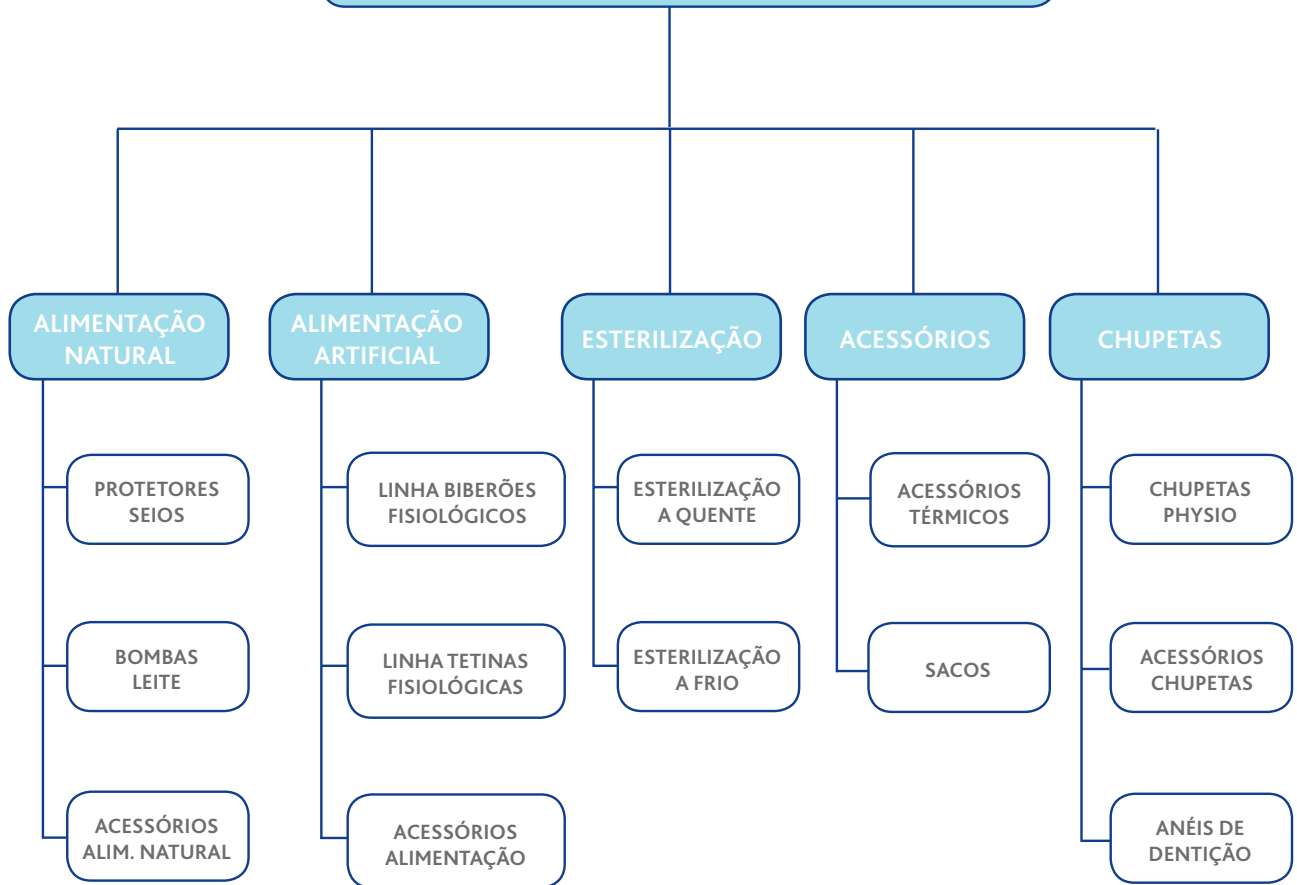 ALIMENTAÇÃO
NATURAL
ALIMENTAÇÃO
ARTIFICIAL
ESTERILIZAÇÃO
ACESSÓRIOS
CHUPETAS
PROTETORES
SEIOS
LINHA BIBERÕES
FISIOLÓGICOS
ESTERILIZAÇÃO
A QUENTE
ACESSÓRIOS
TÉRMICOS
CHUPETAS
PHYSIO
BOMBAS
LEITE
LINHA TETINAS
FISIOLÓGICAS
ESTERILIZAÇÃO
A FRIO
SACOS
ACESSÓRIOS
CHUPETAS
ACESSÓRIOS
ALIM. NATURAL
ACESSÓRIOS
ALIMENTAÇÃO
ANÉIS DE
DENTIÇÃO